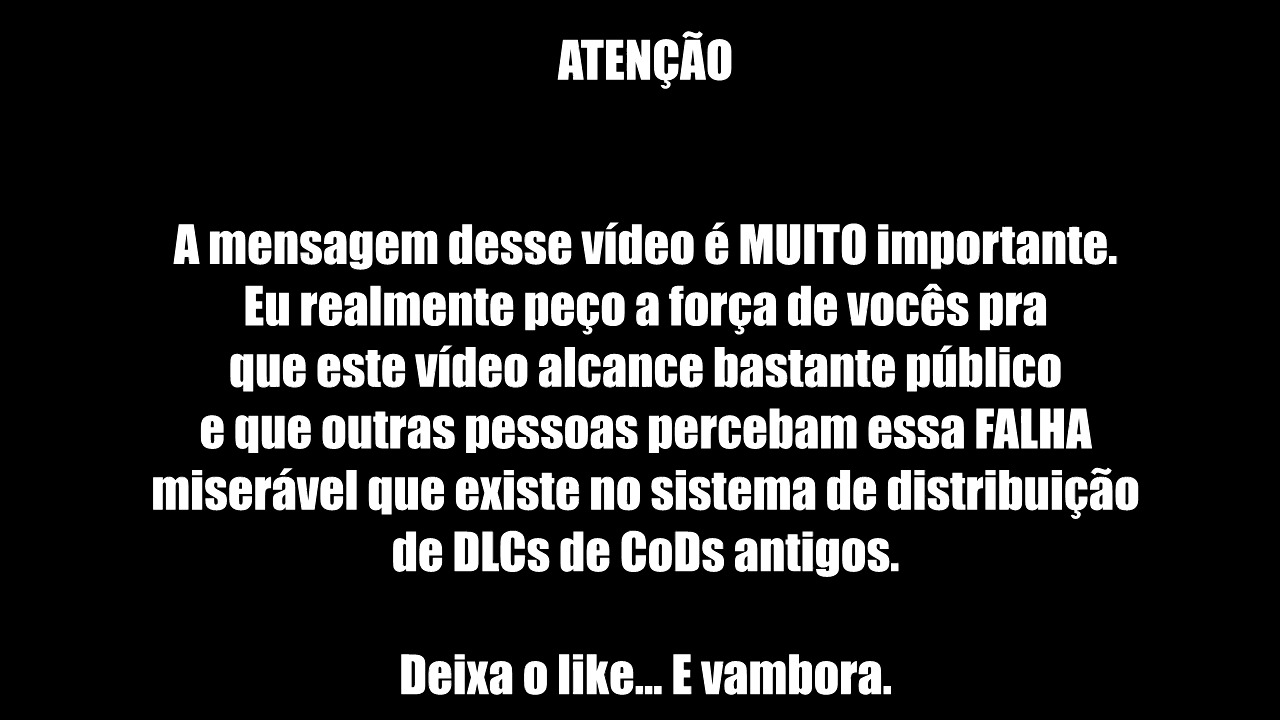 ATENÇÃO
A mensagem desse vídeo é MUITO importante.
Eu realmente peço a força de vocês pra
que este vídeo alcance bastante público
e que outras pessoas percebam essa FALHA
miserável que existe no sistema de distribuição
de DLCs de CoDs antigos.
Deixa o like... E vambora.